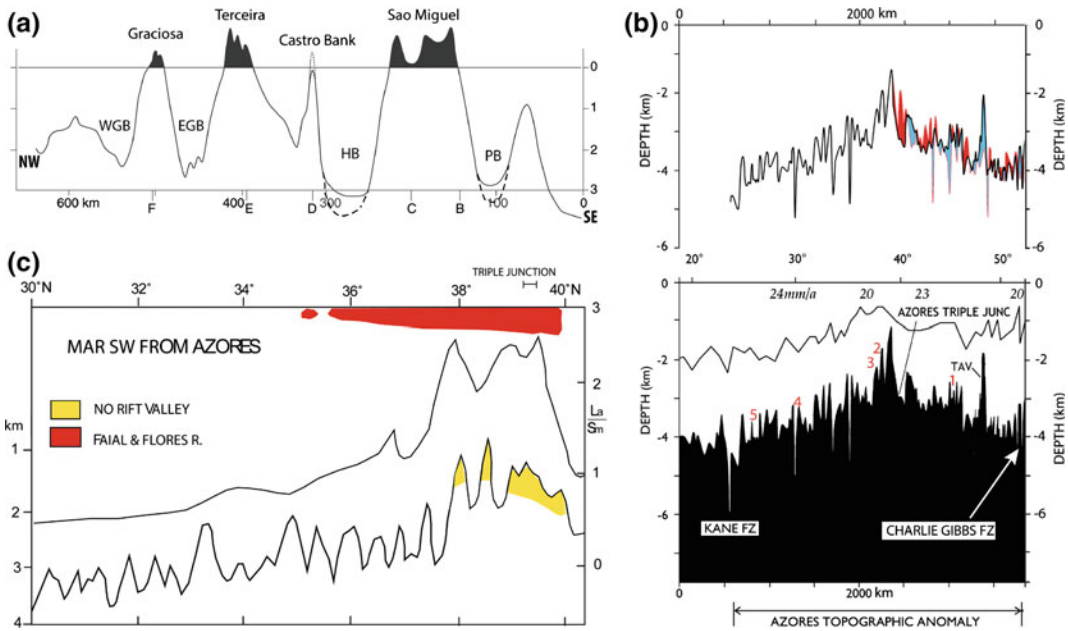 (a)
Terceira
Sao Miguel
Graciosa
Castro Bank
0
1
2
3
WGB
EGB
HB
PB
NW
SE
600 km
400
300
100
F
E
D
C
B
(b)
0
2000 km
0
-2
-4
-6
DEPTH (km)
0
-2
-4
-6
DEPTH (km)
20°
30°
40°
50°
24mm/a
20
23
20
AZORES TRIPLE JUNC
2
3
1
TAV
5
4
KANE FZ
CHARLIE GIBBS FZ
0
-2
-4
-6
DEPTH (km)
0
-2
-4
-6
DEPTH (km)
0
2000 km
AZORES TOPOGRAPHIC ANOMALY
(c)
TRIPLE JUNCTION
30°N
32°
34°
36°
38°
40°N
MAR SW FROM AZORES
NO RIFT VALLEY
FAIAL & FLORES R.
km
1
2
3
4
3
2
La
Sm
1
0